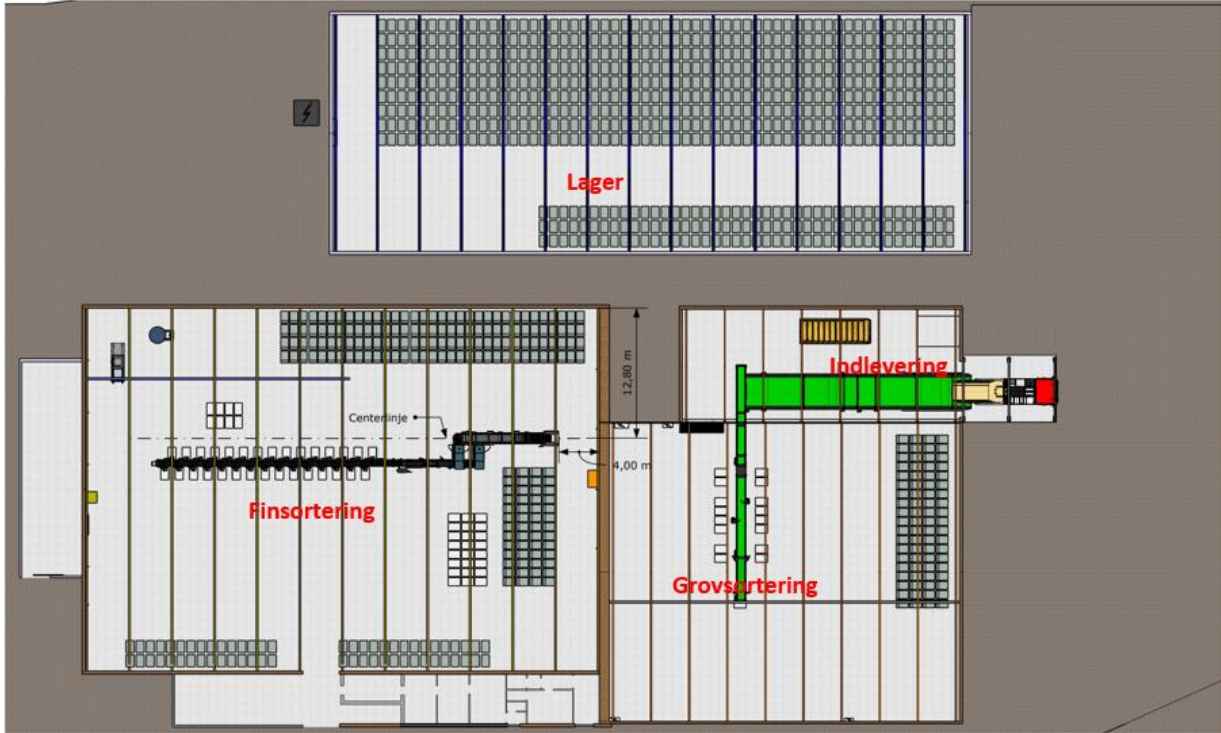 Lager
12,80 m
Indlevering
Centerlinje
4,00 m
Finsortering
Grovsortering